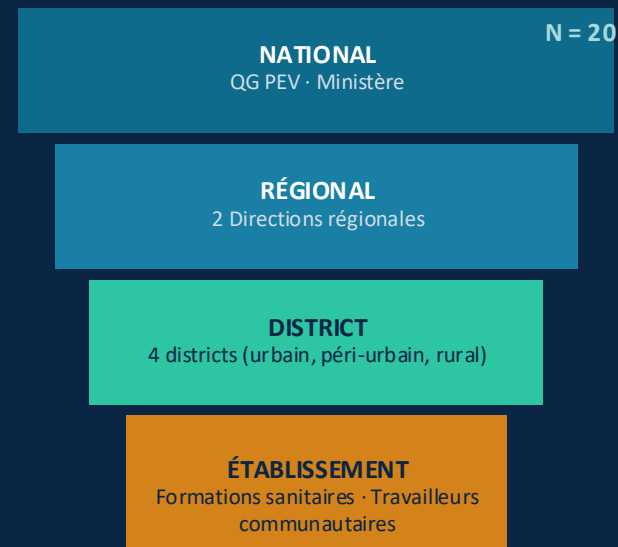 N = 20
NATIONAL
QG PEV · Ministère
RÉGIONAL
2 Directions régionales
DISTRICT
4 districts (urbain, péri-urbain, rural)
ÉTABLISSEMENT
Formations sanitaires · Travailleurs
communautaires